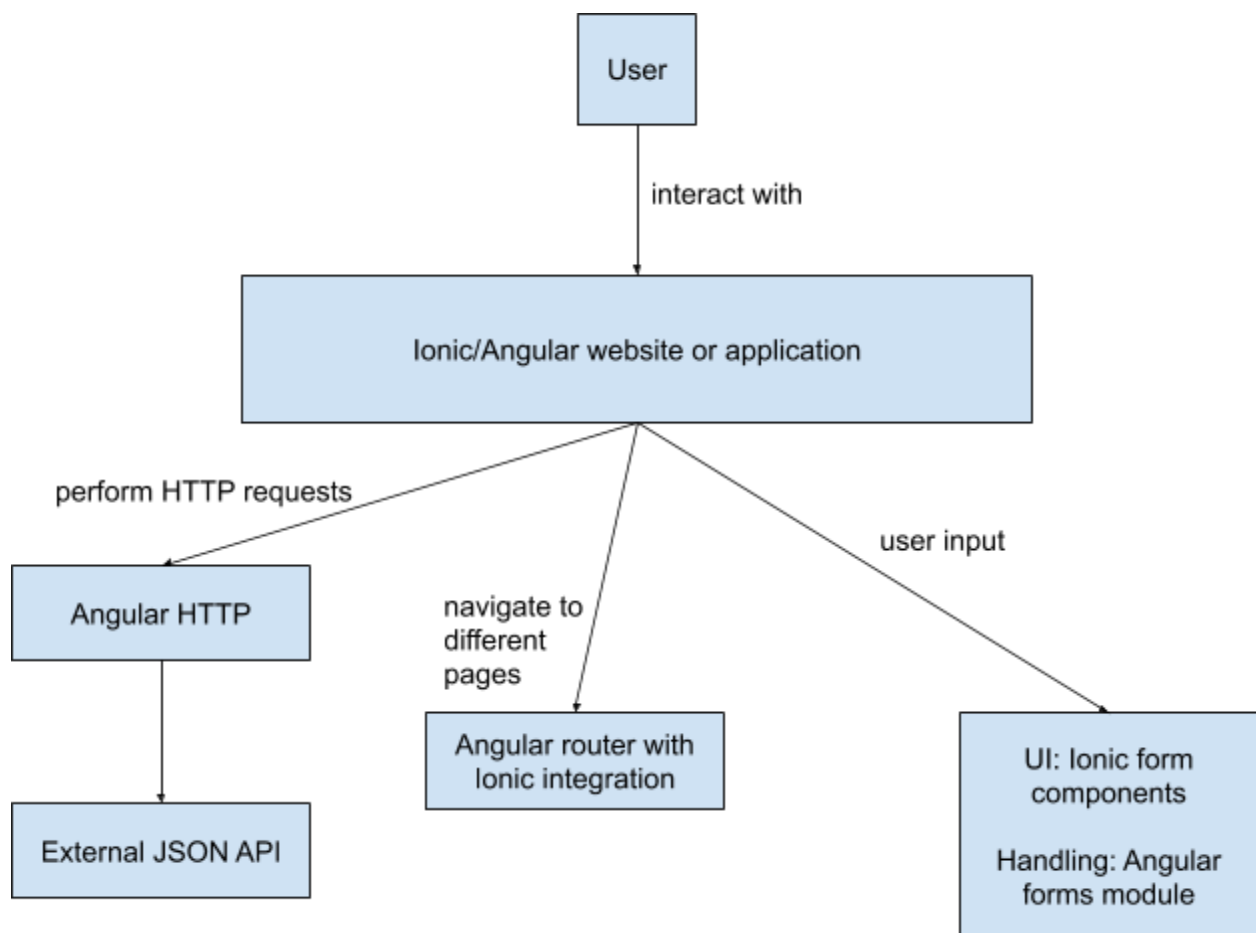 User
interact with
Ionic/Angular website or application
perform HTTP requests
user input
Angular HTTP
navigate to
different
pages
Angular router with
Ionic integration
UI: Ionic form
components
External JSON API
Handling: Angular
forms module